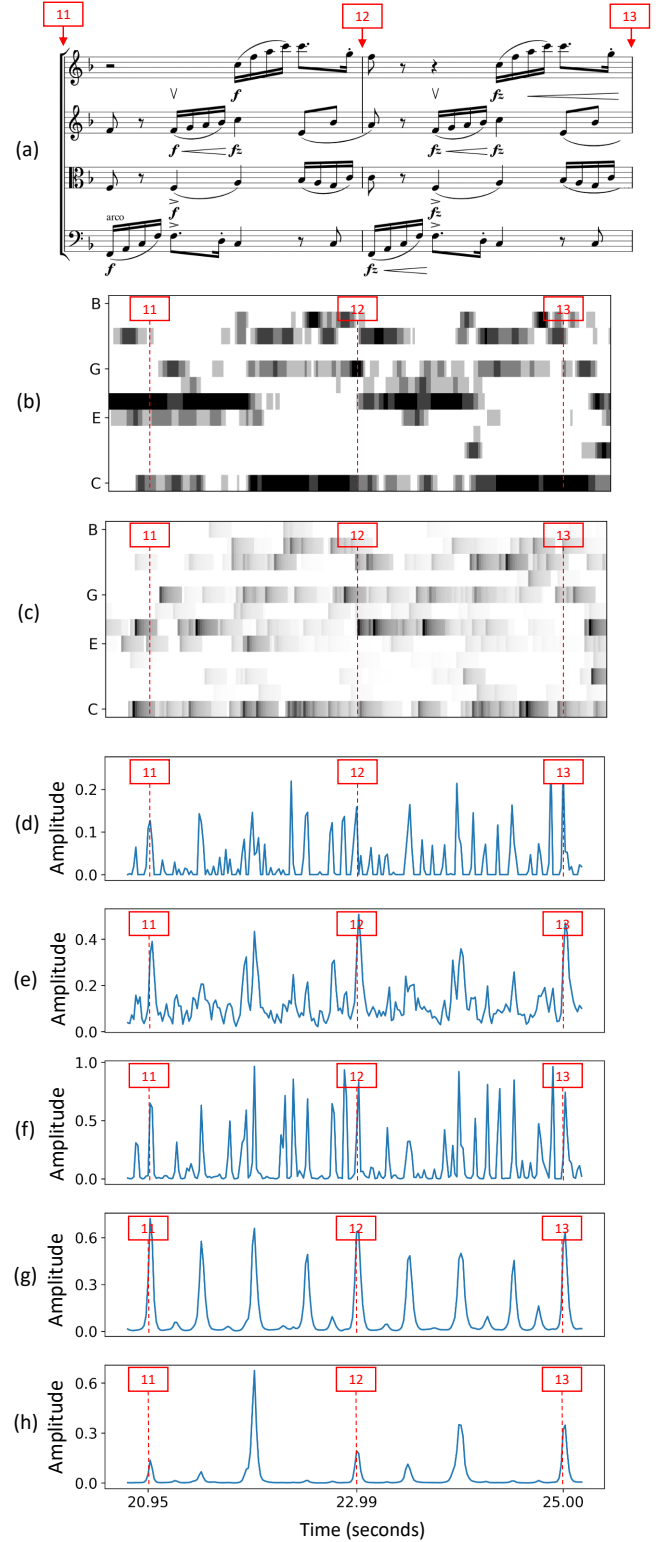 11 12 13
(a)
f fz
f fz fz fz
f fz
arco
f fz
(b)
B
G
E
C
11 12 13
(c)
B
G
E
C
11 12 13
(d)
Amplitude
0.2
0.1
0.0
11 12 13
(e)
Amplitude
0.4
0.2
0.0
11 12 13
(f)
Amplitude
1.0
0.5
0.0
11 12 13
(g)
Amplitude
0.6
0.3
0.0
11 12 13
(h)
Amplitude
0.6
0.3
0.0
11 12 13
20.95 22.99 25.00
Time (seconds)